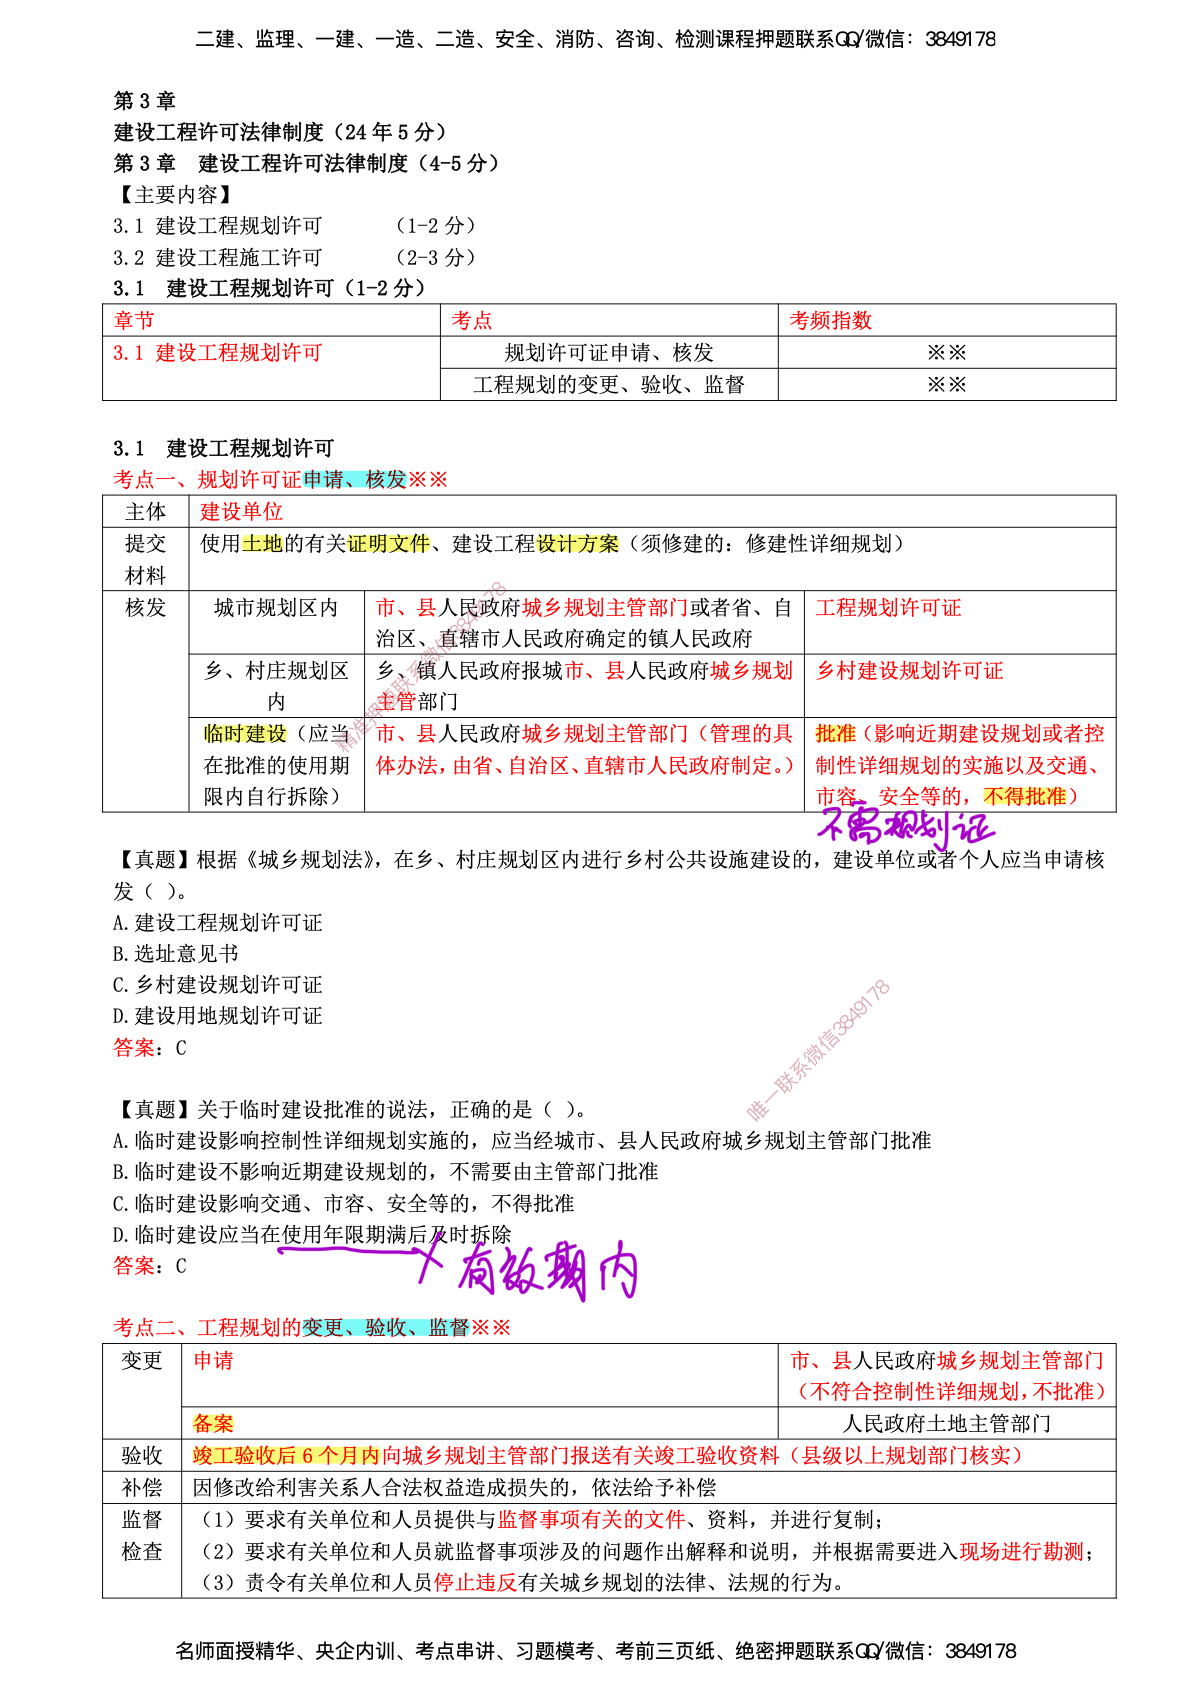 二建、监理、一建、一造、二造、安全、消防、咨询、检测课程押题联系QQ/微信：3849178
第 3 章
建设工程许可法律制度（24 年 5 分）
第 3 章　建设工程许可法律制度（4-5 分）
【主要内容】
3.1 建设工程规划许可　　　（1-2 分）
3.2 建设工程施工许可　　　（2-3 分）
3.1　建设工程规划许可（1-2 分）
章节　考点　考频指数
3.1 建设工程规划许可　规划许可证申请、核发　※※
工程规划的变更、验收、监督　※※
3.1　建设工程规划许可
考点一、规划许可证申请、核发※※
主体　建设单位
提交　使用土地的有关证明文件、建设工程设计方案（须修建的：修建性详细规划）
材料
核发　城市规划区内　市、县人民政府城乡规划主管部门或者省、自　工程规划许可证
治区、直辖市人民政府确定的镇人民政府
乡、村庄规划区　乡、镇人民政府报城市、县人民政府城乡规划　乡村建设规划许可证
内　主管部门
临时建设（应当　市、县人民政府城乡规划主管部门（管理的具　批准（影响近期建设规划或者控
在批准的使用期　体办法，由省、自治区、直辖市人民政府制定。）　制性详细规划的实施以及交通、
限内自行拆除）　市容、安全等的，不得批准）
不需规划证
【真题】根据《城乡规划法》，在乡、村庄规划区内进行乡村公共设施建设的，建设单位或者个人应当申请核
发（ ）。
A.建设工程规划许可证
B.选址意见书
C.乡村建设规划许可证
D.建设用地规划许可证
答案：C
【真题】关于临时建设批准的说法，正确的是（ ）。
A.临时建设影响控制性详细规划实施的，应当经城市、县人民政府城乡规划主管部门批准
B.临时建设不影响近期建设规划的，不需要由主管部门批准
C.临时建设影响交通、市容、安全等的，不得批准
D.临时建设应当在使用年限期满后及时拆除
答案：C
有效期内
考点二、工程规划的变更、验收、监督※※
变更　申请　市、县人民政府城乡规划主管部门
（不符合控制性详细规划，不批准）
备案　人民政府土地主管部门
验收　竣工验收后 6 个月内向城乡规划主管部门报送有关竣工验收资料（县级以上规划部门核实）
补偿　因修改给利害关系人合法权益造成损失的，依法给予补偿
监督　（1）要求有关单位和人员提供与监督事项有关的文件、资料，并进行复制；
检查　（2）要求有关单位和人员就监督事项涉及的问题作出解释和说明，并根据需要进入现场进行勘测；
（3）责令有关单位和人员停止违反有关城乡规划的法律、法规的行为。
精准押题联系微信3849178
唯一联系微信3849178
名师面授精华、央企内训、考点串讲、习题模考、考前三页纸、绝密押题联系QQ/微信：3849178